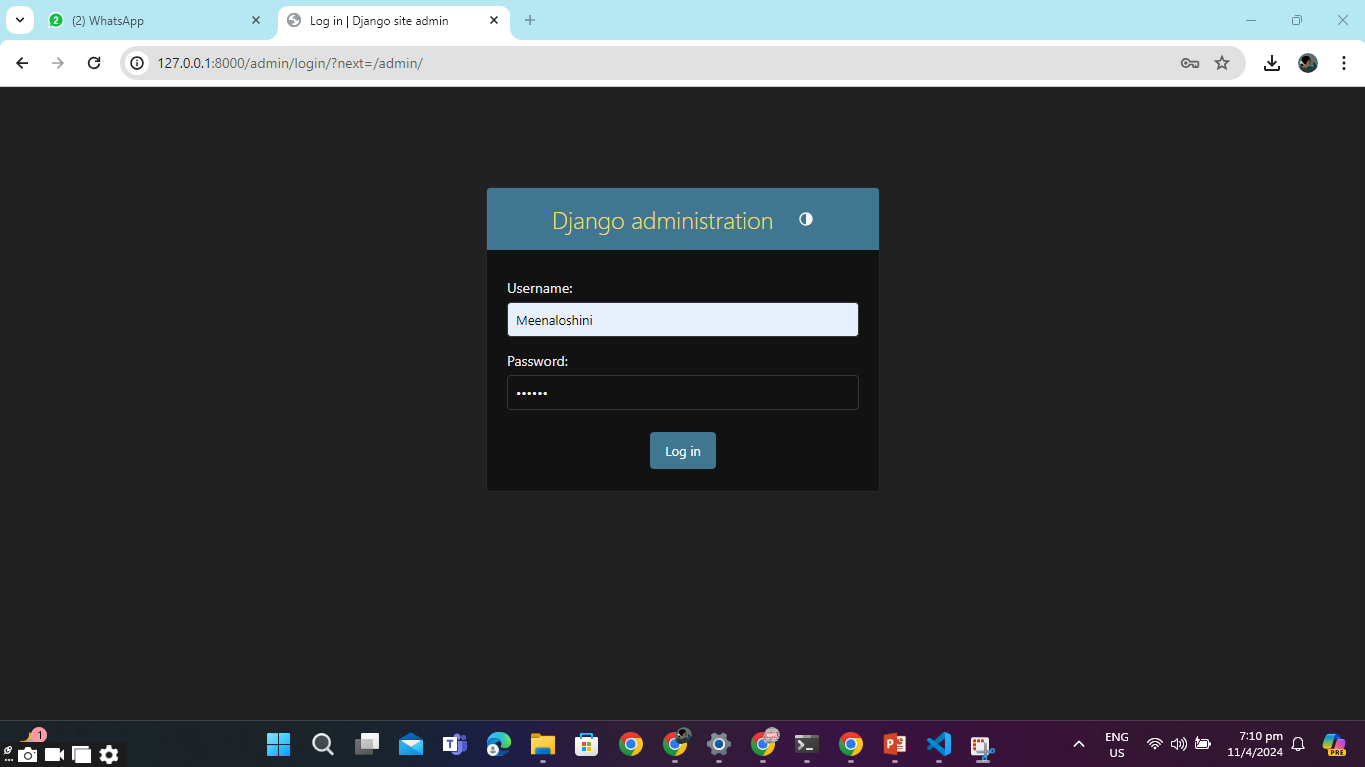 (2) WhatsApp
Log in | Django site admin
127.0.0.1:8000/admin/login/?next=/admin/
Django administration
Username:
Meenaloshini
Password:
••••••
Log in
1
ENG
US
7:10 pm
11/4/2024
PRE